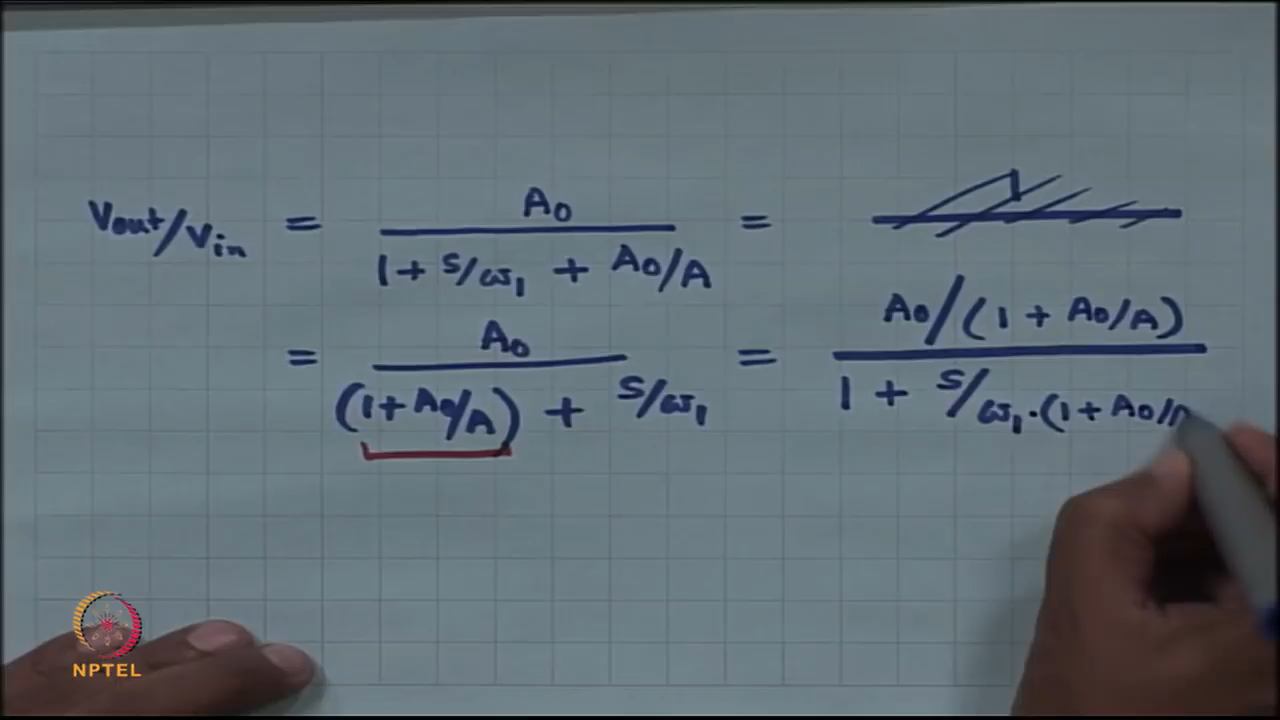 Vout/Vin = A0 / (1 + s/ω1 + A0/A) =
= A0 / ((1 + A0/A) + s/ω1) = A0/(1 + A0/A) / (1 + s/ω1·(1 + A0/
NPTEL